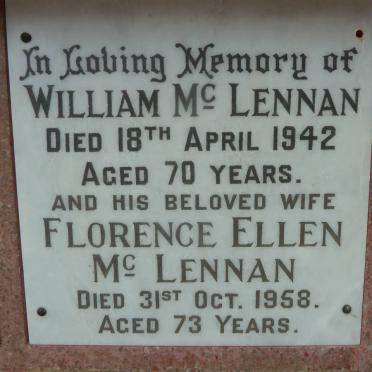 In Loving Memory of
WILLIAM Mc LENNAN
DIED 18TH APRIL 1942
AGED 70 YEARS.
AND HIS BELOVED WIFE
FLORENCE ELLEN
Mc LENNAN
DIED 31ST OCT. 1958.
AGED 73 YEARS.